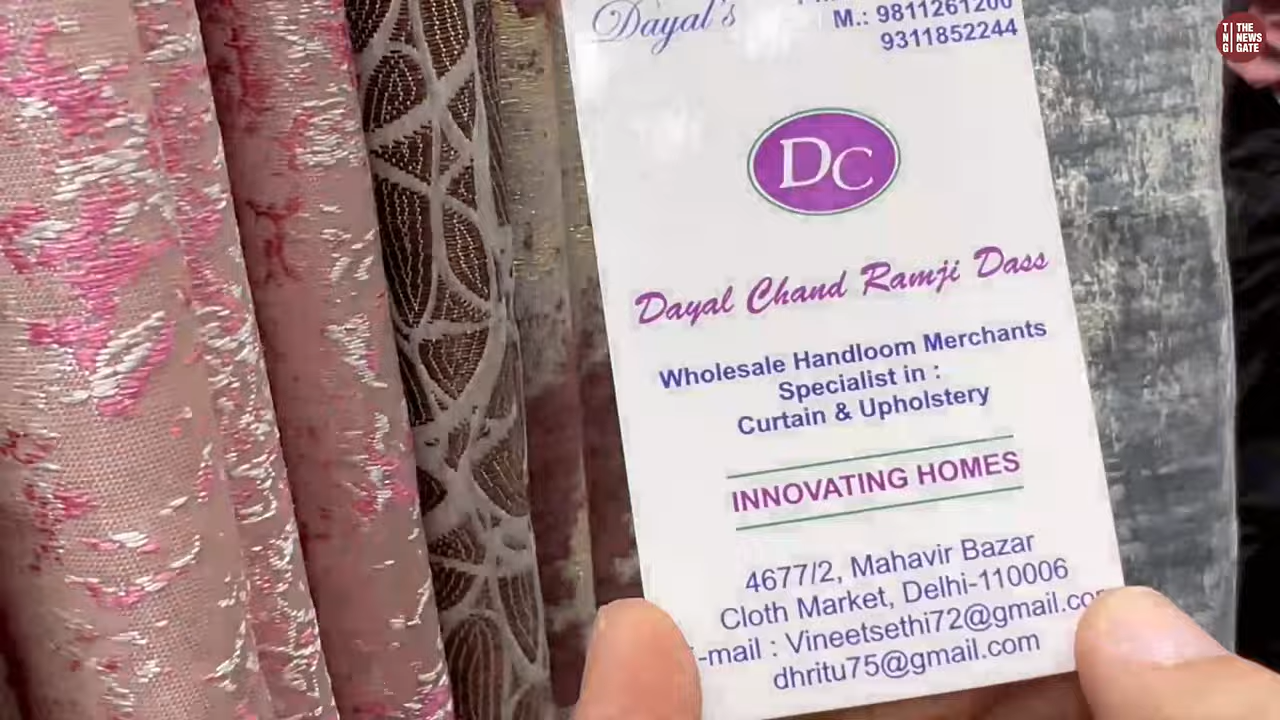 Dayal's
M.: 9811261200
9311852244
DC
Dayal Chand Ramji Dass
Wholesale Handloom Merchants
Specialist in :
Curtain & Upholstery
INNOVATING HOMES
4677/2, Mahavir Bazar
Cloth Market, Delhi-110006
-mail : Vineetsethi72@gmail.co
dhritu75@gmail.com
TNG THE NEWS GATE